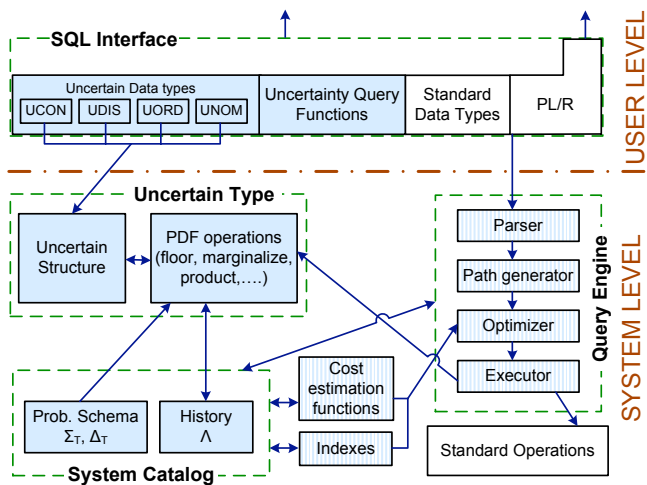 SQL Interface
Uncertain Data types
UCON
UDIS
UORD
UNOM
Uncertainty Query
Functions
Standard
Data Types
PL/R
USER LEVEL
Uncertain Type
Uncertain
Structure
PDF operations
(floor, marginalize,
product,....)
Parser
Path generator
Optimizer
Executor
Query Engine
SYSTEM LEVEL
Prob. Schema
Σ_T, Δ_T
History
Λ
System Catalog
Cost
estimation
functions
Indexes
Standard Operations